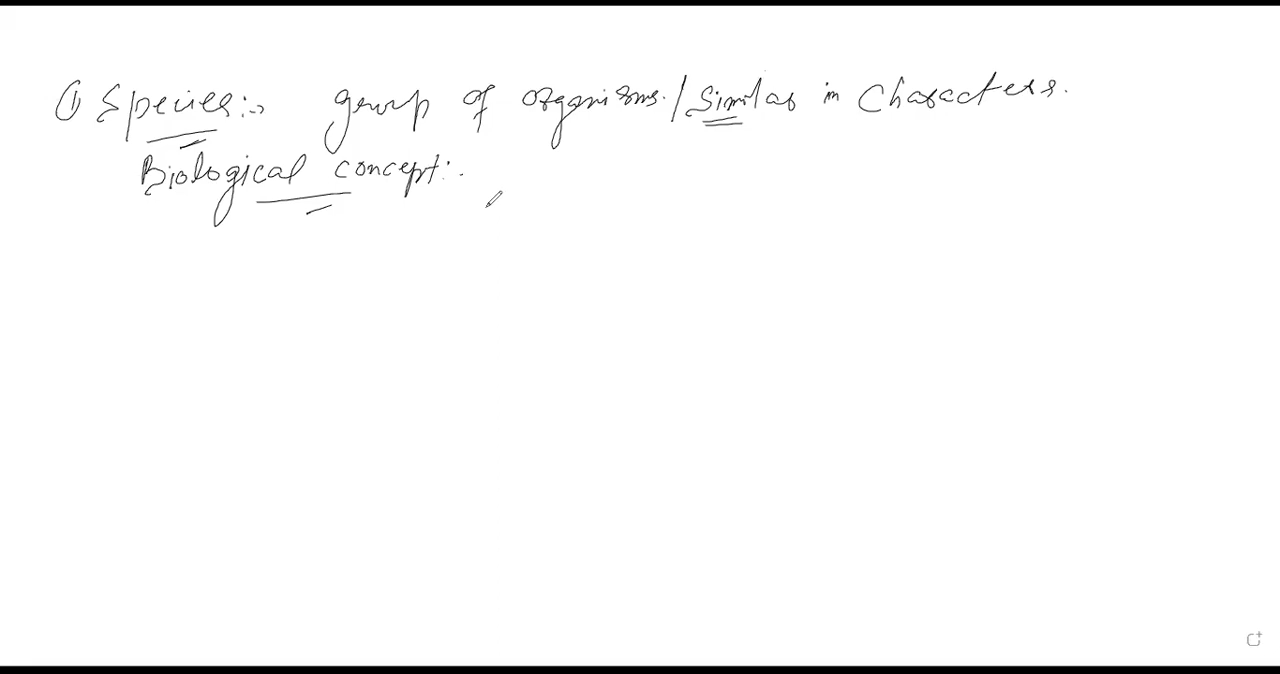 ① Species:- group of organisms / Similar in Characters.
Biological concept:.